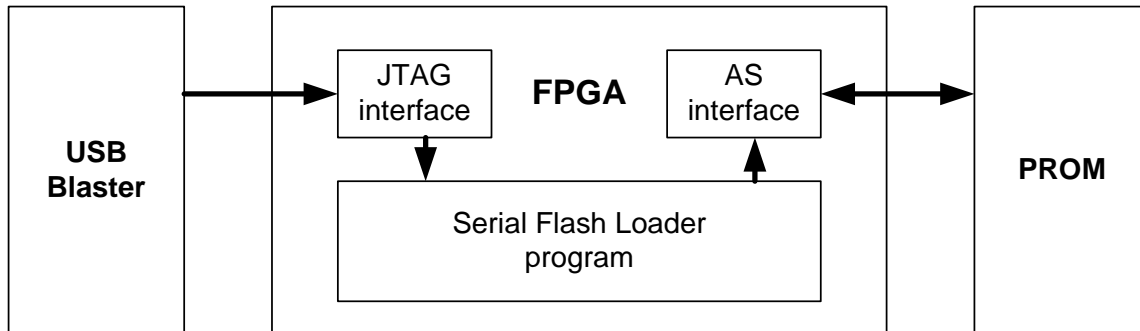 USB
Blaster
JTAG
interface
FPGA
AS
interface
Serial Flash Loader
program
PROM